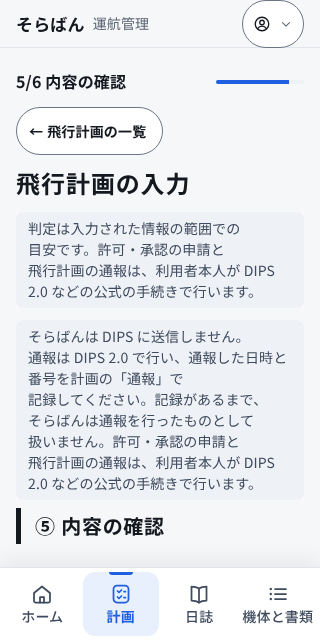 そらばん 運航管理
5/6 内容の確認
← 飛行計画の一覧
飛行計画の入力
判定は入力された情報の範囲での
目安です。許可・承認の申請と
飛行計画の通報は、利用者本人が DIPS
2.0 などの公式の手続きで行います。
そらばんは DIPS に送信しません。
通報は DIPS 2.0 で行い、通報した日時と
番号を計画の「通報」で
記録してください。記録があるまで、
そらばんは通報を行ったものとして
扱いません。許可・承認の申請と
飛行計画の通報は、利用者本人が DIPS
2.0 などの公式の手続きで行います。
⑤ 内容の確認
ホーム 計画 日誌 機体と書類